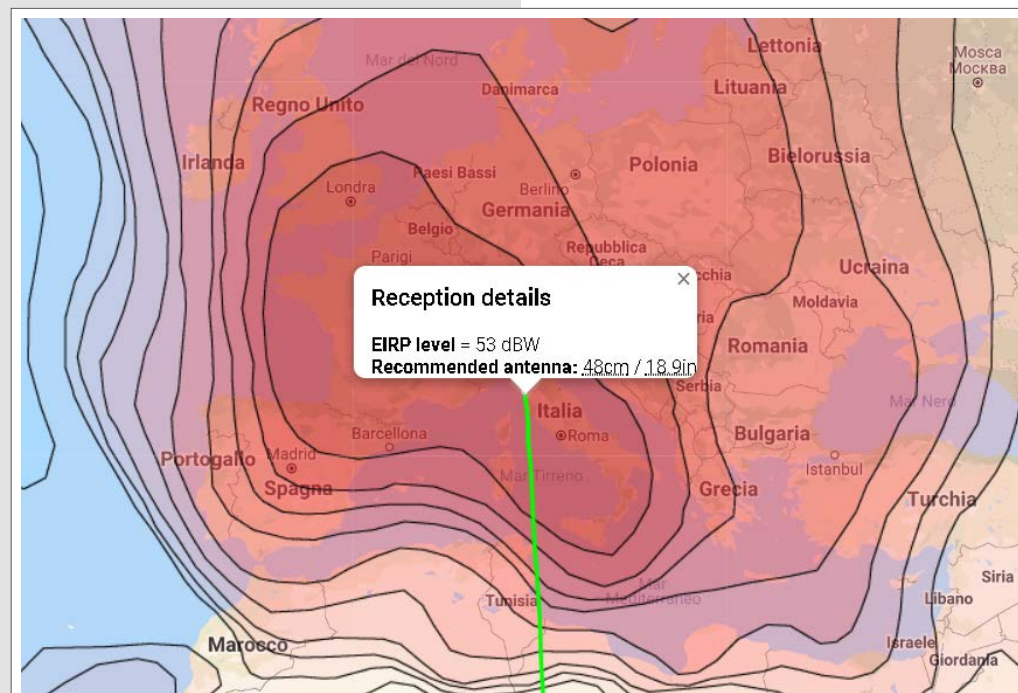 Lettonia
Mosca
Москва
Mar del Nord
Danimarca
Lituania
Regno Unito
Irlanda
Polonia
Bielorussia
Paesi Bassi
Londra
Berlino
Germania
Belgio
Repubblica
Ceca
Parigi
Ucraina
Reception details
×
EIRP level = 53 dBW
Recommended antenna: 48cm / 18.9in
cchia
Moldavia
ria
Romania
Serbia
Italia
Mar Nero
Barcellona
Roma
Bulgaria
Portogallo
Madrid
Istanbul
Spagna
Mar Tirreno
Grecia
Turchia
Siria
Mar
Mediterraneo
Tunisia
Libano
Marocco
Israele
Giordania